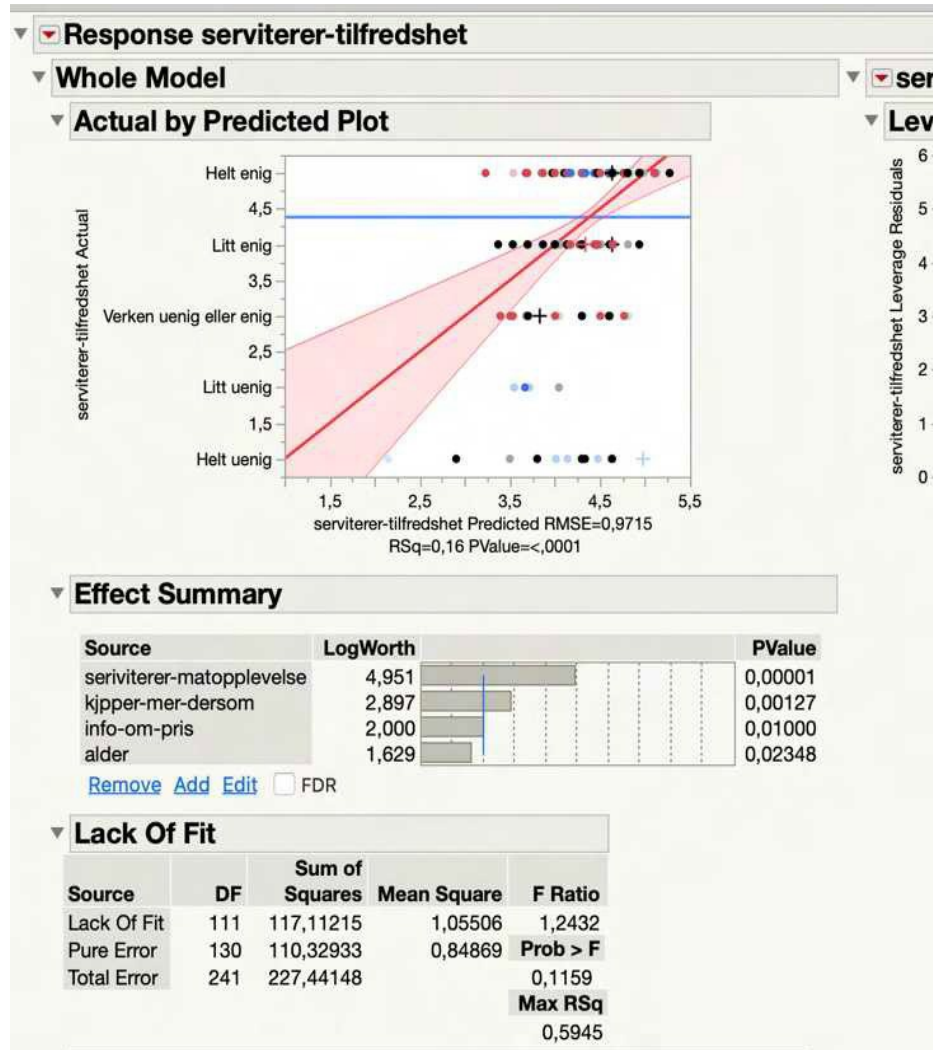 Response serviterer-tilfredshet
Whole Model
ser
Actual by Predicted Plot
Lev
serviterer-tilfredshet Actual
Helt enig
4,5
Litt enig
3,5
Verken uenig eller enig
2,5
Litt uenig
1,5
Helt uenig
1,5 2,5 3,5 4,5 5,5
serviterer-tilfredshet Predicted RMSE=0,9715
RSq=0,16 PValue=<,0001
serviterer-tilfredshet Leverage Residuals
6
5
4
3
2
1
0
Effect Summary
Source LogWorth PValue
seriviterer-matopplevelse 4,951 0,00001
kjpper-mer-dersom 2,897 0,00127
info-om-pris 2,000 0,01000
alder 1,629 0,02348
Remove Add Edit FDR
Lack Of Fit
Sum of
Source DF Squares Mean Square F Ratio
Lack Of Fit 111 117,11215 1,05506 1,2432
Pure Error 130 110,32933 0,84869 Prob > F
Total Error 241 227,44148 0,1159
Max RSq
0,5945